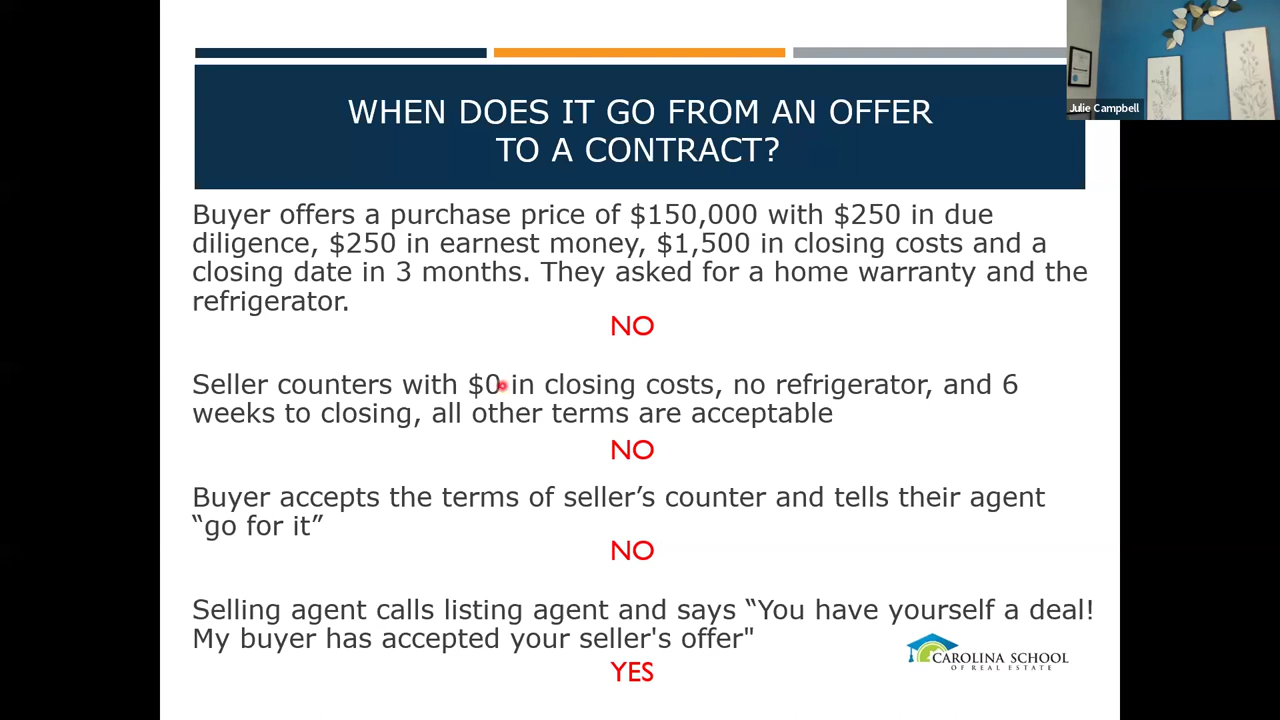 Julie Campbell
WHEN DOES IT GO FROM AN OFFER
TO A CONTRACT?
Buyer offers a purchase price of $150,000 with $250 in due
diligence, $250 in earnest money, $1,500 in closing costs and a
closing date in 3 months. They asked for a home warranty and the
refrigerator.
NO
Seller counters with $0 in closing costs, no refrigerator, and 6
weeks to closing, all other terms are acceptable
NO
Buyer accepts the terms of seller’s counter and tells their agent
“go for it”
NO
Selling agent calls listing agent and says “You have yourself a deal!
My buyer has accepted your seller's offer"
YES
CAROLINA SCHOOL
OF REAL ESTATE